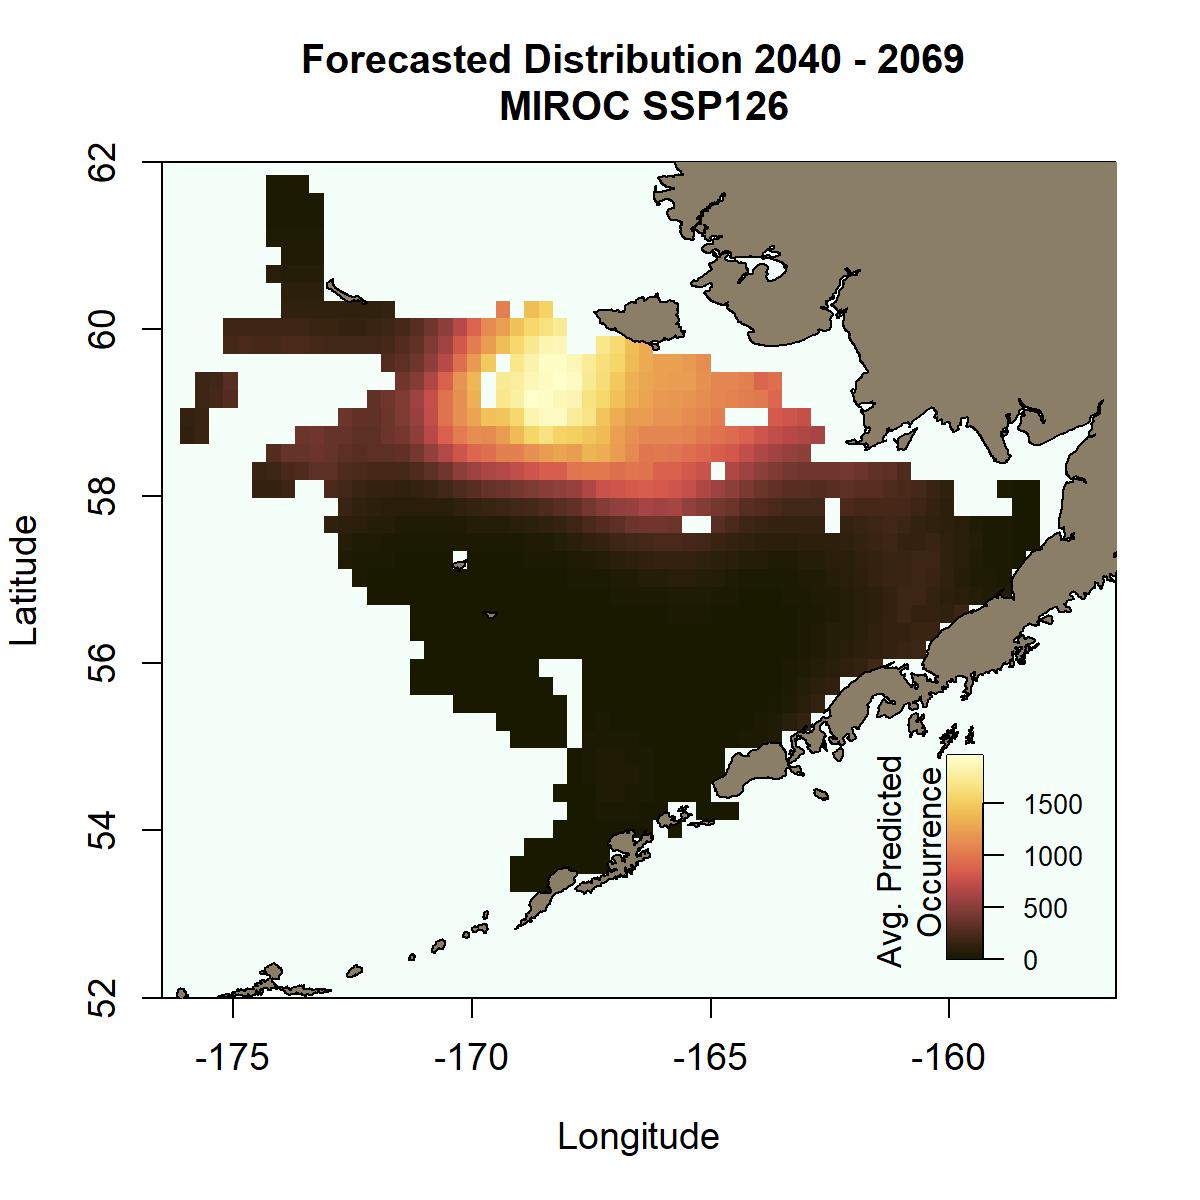 Forecasted Distribution 2040 - 2069
MIROC SSP126
62
60
58
56
54
52
Latitude
-175
-170
-165
-160
Longitude
Avg. Predicted
Occurrence
1500
1000
500
0